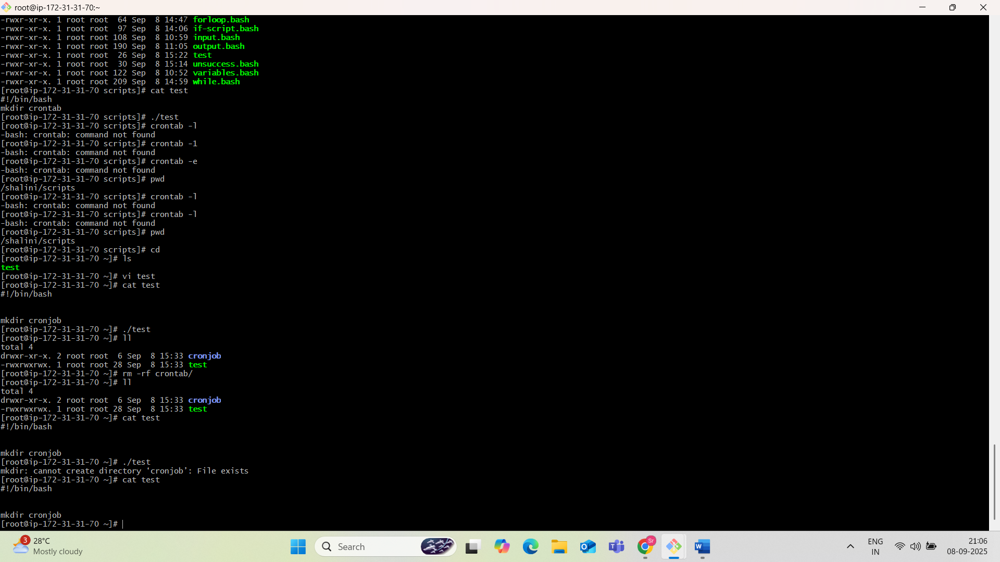 root@ip-172-31-31-70:~
-rwxr-xr-x. 1 root root  64 Sep  8 14:47 forloop.bash
-rwxr-xr-x. 1 root root  97 Sep  8 14:06 if-script.bash
-rwxr-xr-x. 1 root root 108 Sep  8 10:59 input.bash
-rwxr-xr-x. 1 root root 190 Sep  8 11:05 output.bash
-rwxr-xr-x. 1 root root  26 Sep  8 15:22 test
-rwxr-xr-x. 1 root root  30 Sep  8 15:14 unsuccess.bash
-rwxr-xr-x. 1 root root 122 Sep  8 10:52 variables.bash
-rwxr-xr-x. 1 root root 209 Sep  8 14:59 while.bash
[root@ip-172-31-31-70 scripts]# cat test
#!/bin/bash
mkdir crontab
[root@ip-172-31-31-70 scripts]# ./test
[root@ip-172-31-31-70 scripts]# crontab -l
-bash: crontab: command not found
[root@ip-172-31-31-70 scripts]# crontab -1
-bash: crontab: command not found
[root@ip-172-31-31-70 scripts]# crontab -e
-bash: crontab: command not found
[root@ip-172-31-31-70 scripts]# pwd
/shalini/scripts
[root@ip-172-31-31-70 scripts]# crontab -l
-bash: crontab: command not found
[root@ip-172-31-31-70 scripts]# crontab -l
-bash: crontab: command not found
[root@ip-172-31-31-70 scripts]# pwd
/shalini/scripts
[root@ip-172-31-31-70 scripts]# cd
[root@ip-172-31-31-70 ~]# ls
test
[root@ip-172-31-31-70 ~]# vi test
[root@ip-172-31-31-70 ~]# cat test
#!/bin/bash
mkdir cronjob
[root@ip-172-31-31-70 ~]# ./test
[root@ip-172-31-31-70 ~]# ll
total 4
drwxr-xr-x. 2 root root  6 Sep  8 15:33 cronjob
-rwxrwxrwx. 1 root root 28 Sep  8 15:33 test
[root@ip-172-31-31-70 ~]# rm -rf crontab/
[root@ip-172-31-31-70 ~]# ll
total 4
drwxr-xr-x. 2 root root  6 Sep  8 15:33 cronjob
-rwxrwxrwx. 1 root root 28 Sep  8 15:33 test
[root@ip-172-31-31-70 ~]# cat test
#!/bin/bash
mkdir cronjob
[root@ip-172-31-31-70 ~]# ./test
mkdir: cannot create directory ‘cronjob’: File exists
[root@ip-172-31-31-70 ~]# cat test
#!/bin/bash
mkdir cronjob
[root@ip-172-31-31-70 ~]#
3
28°C
Mostly cloudy
Search
Sr
ENG
IN
21:06
08-09-2025